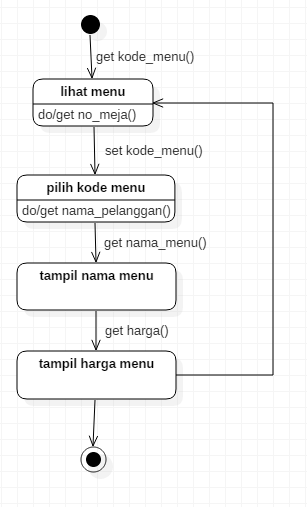 get kode_menu()
lihat menu
do/get no_meja()
set kode_menu()
pilih kode menu
do/get nama_pelanggan()
get nama_menu()
tampil nama menu
get harga()
tampil harga menu